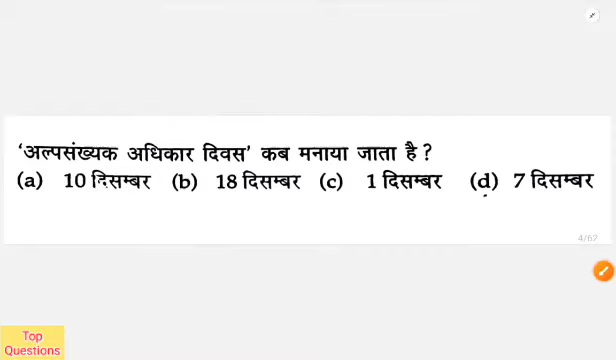 ‘अल्पसंख्यक अधिकार दिवस’ कब मनाया जाता है ?
(a) 10 दिसम्बर (b) 18 दिसम्बर (c) 1 दिसम्बर (d) 7 दिसम्बर
4/62
Top
Questions